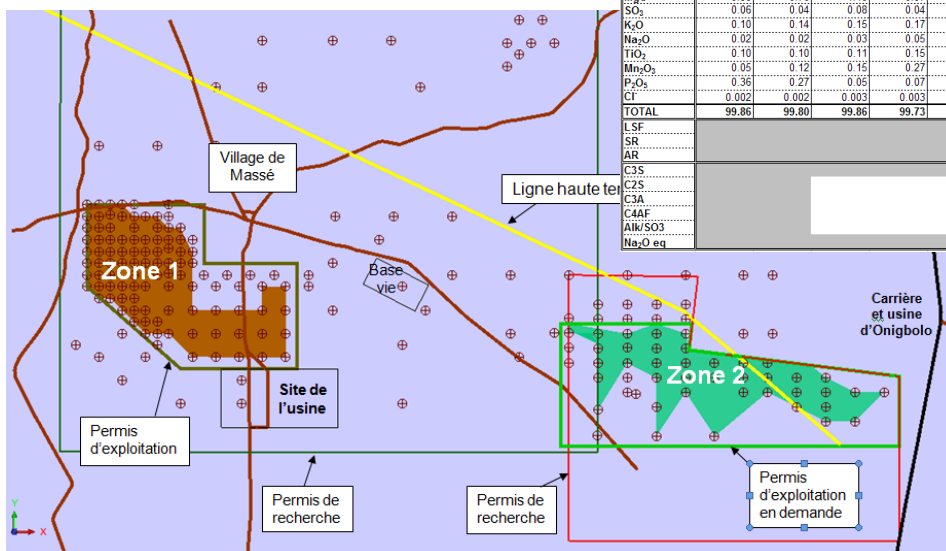 SO₃ 0.06 0.04 0.08 0.04
K₂O 0.10 0.14 0.15 0.17
Na₂O 0.02 0.02 0.03 0.05
TiO₂ 0.10 0.10 0.11 0.15
Mn₂O₃ 0.05 0.12 0.15 0.27
P₂O₅ 0.36 0.27 0.05 0.07
Cl⁻ 0.002 0.002 0.003 0.003
TOTAL 99.86 99.80 99.86 99.73
LSF
SR
AR
C3S
C2S
C3A
C4AF
Alk/SO3
Na₂O eq
Village de
Massé
Ligne haute ten
Zone 1
Base
vie
Carrière
et usine
d'Onigbolo
Zone 2
Site de
l'usine
Permis
d'exploitation
Permis de
recherche
Permis de
recherche
Permis
d'exploitation
en demande
Y
X